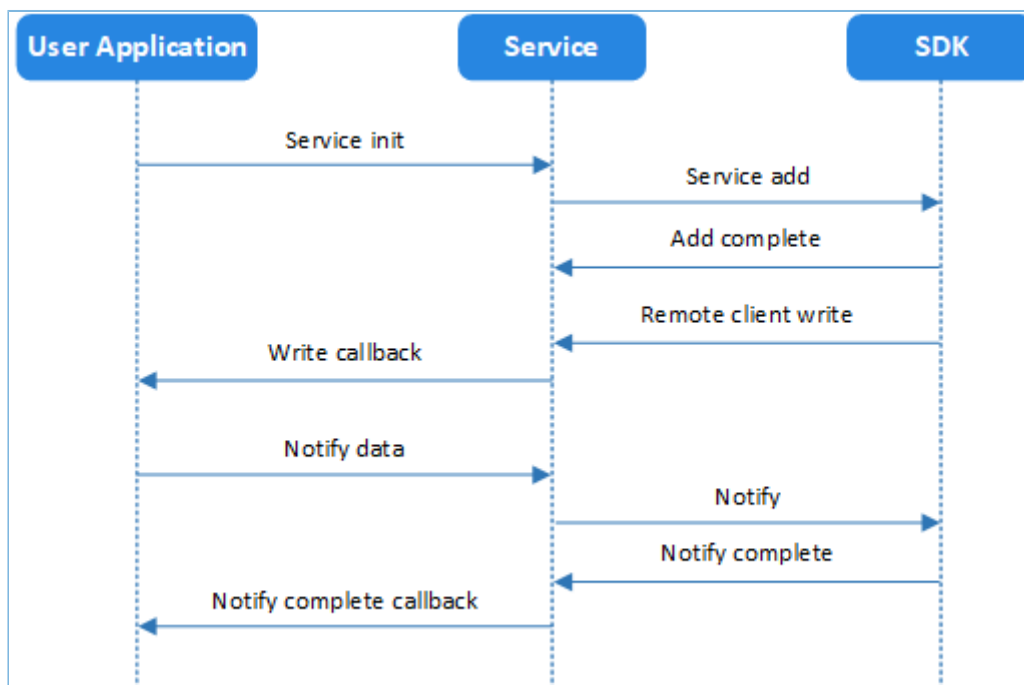 User Application
Service
SDK
Service init
Service add
Add complete
Remote client write
Write callback
Notify data
Notify
Notify complete
Notify complete callback